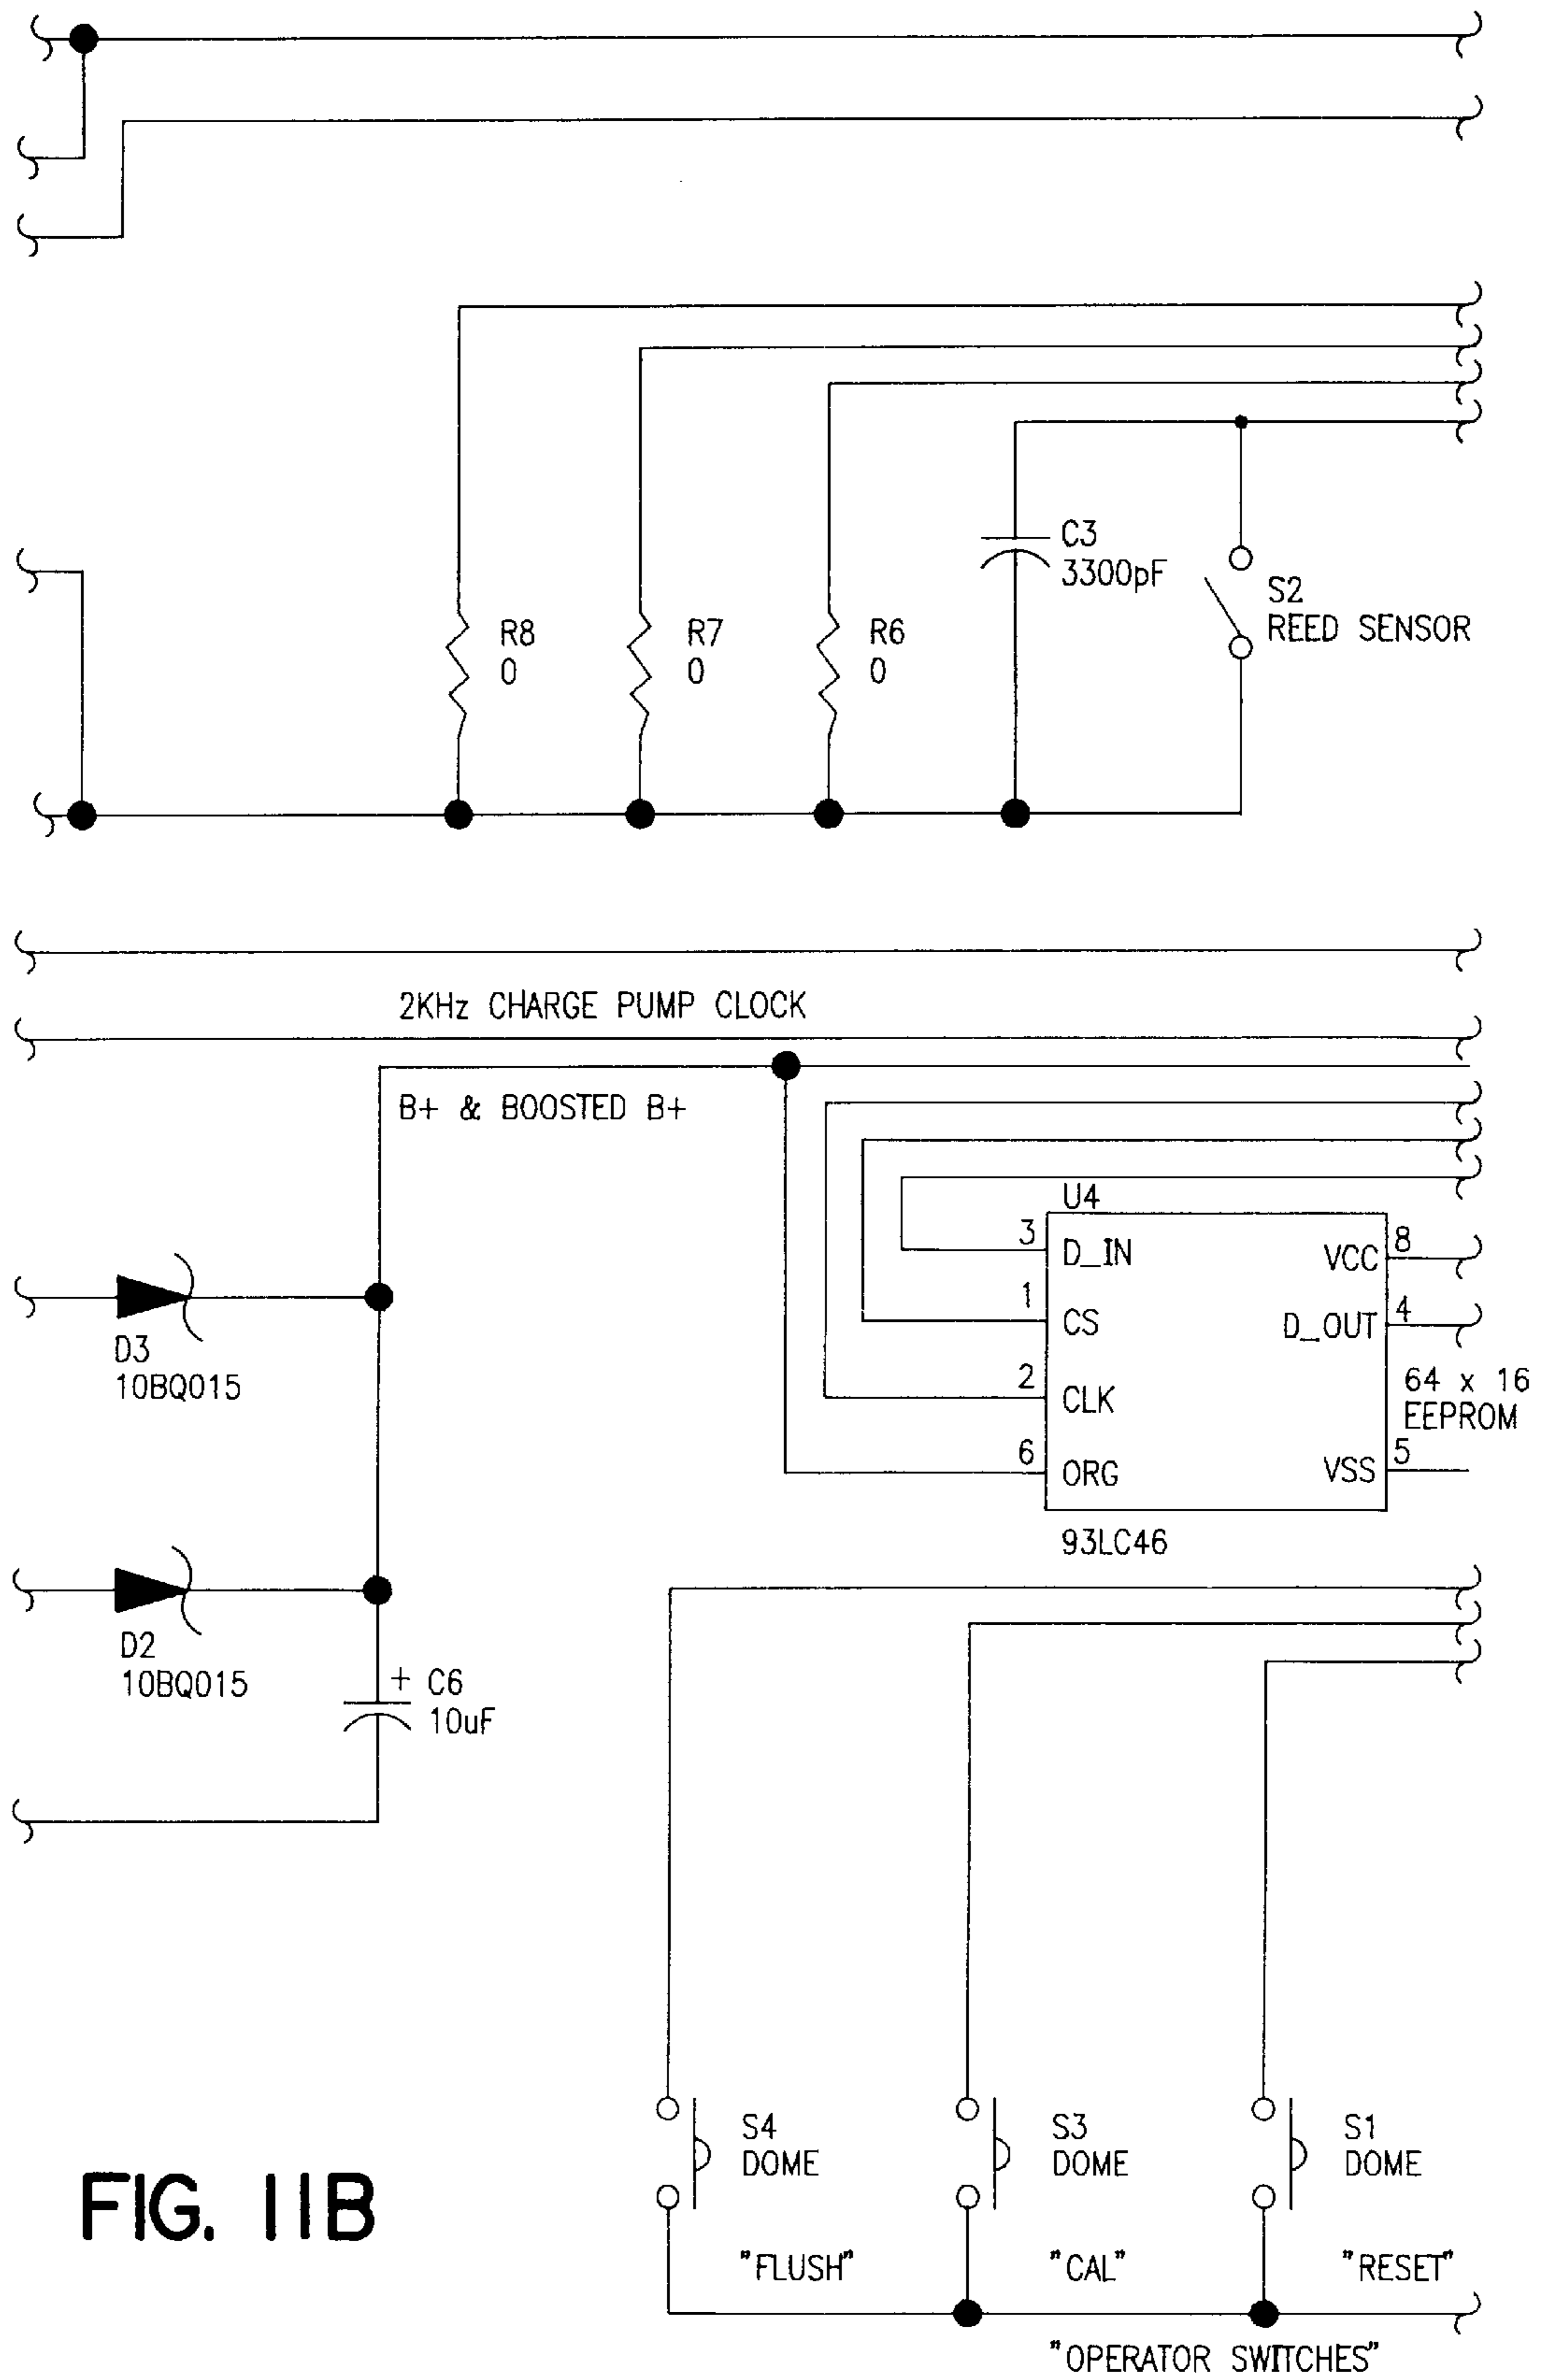 C3
3300pF
S2
REED SENSOR
R8
0
R7
0
R6
0
2KHz CHARGE PUMP CLOCK
B+ & BOOSTED B+
U4
3
D_IN
VCC
8
1
CS
D_OUT
4
2
CLK
64 x 16
EEPROM
6
ORG
VSS
5
93LC46
D3
10BQ015
D2
10BQ015
+ C6
10uF
S4
DOME
S3
DOME
S1
DOME
"FLUSH"
"CAL"
"RESET"
"OPERATOR SWITCHES"
FIG. 11B